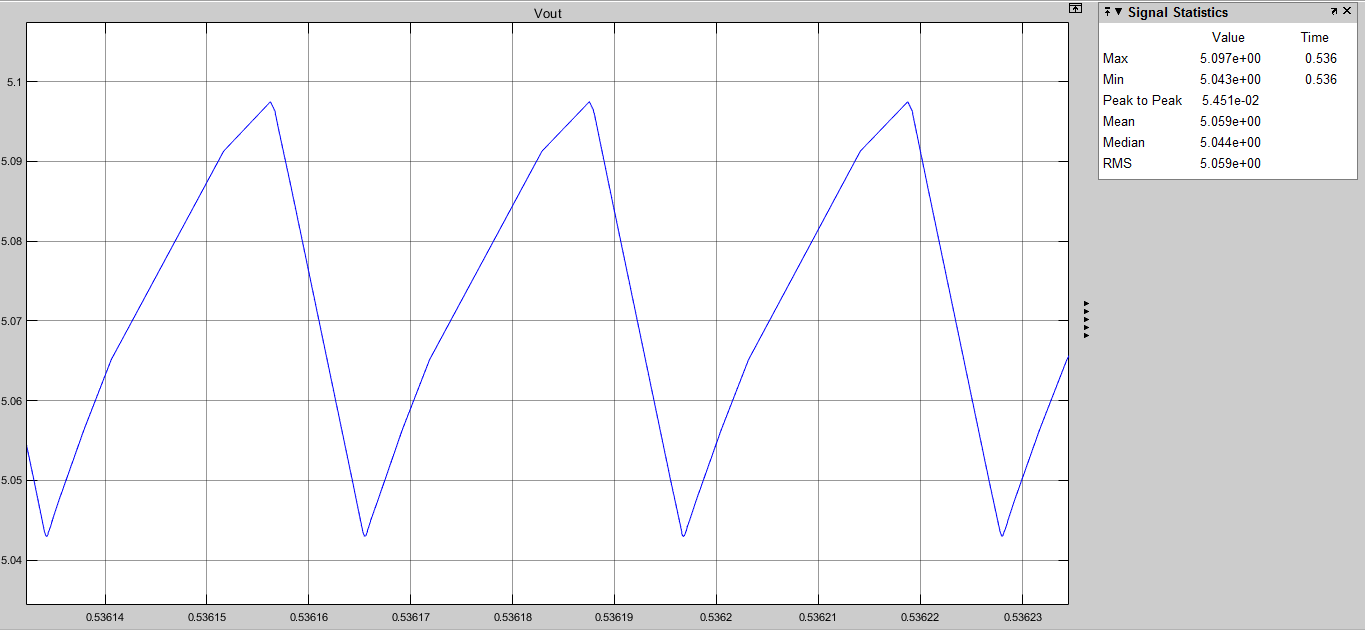 Vout
5.1
5.09
5.08
5.07
5.06
5.05
5.04
0.53614 0.53615 0.53616 0.53617 0.53618 0.53619 0.5362 0.53621 0.53622 0.53623
Signal Statistics
Value Time
Max 5.097e+00 0.536
Min 5.043e+00 0.536
Peak to Peak 5.451e-02
Mean 5.059e+00
Median 5.044e+00
RMS 5.059e+00